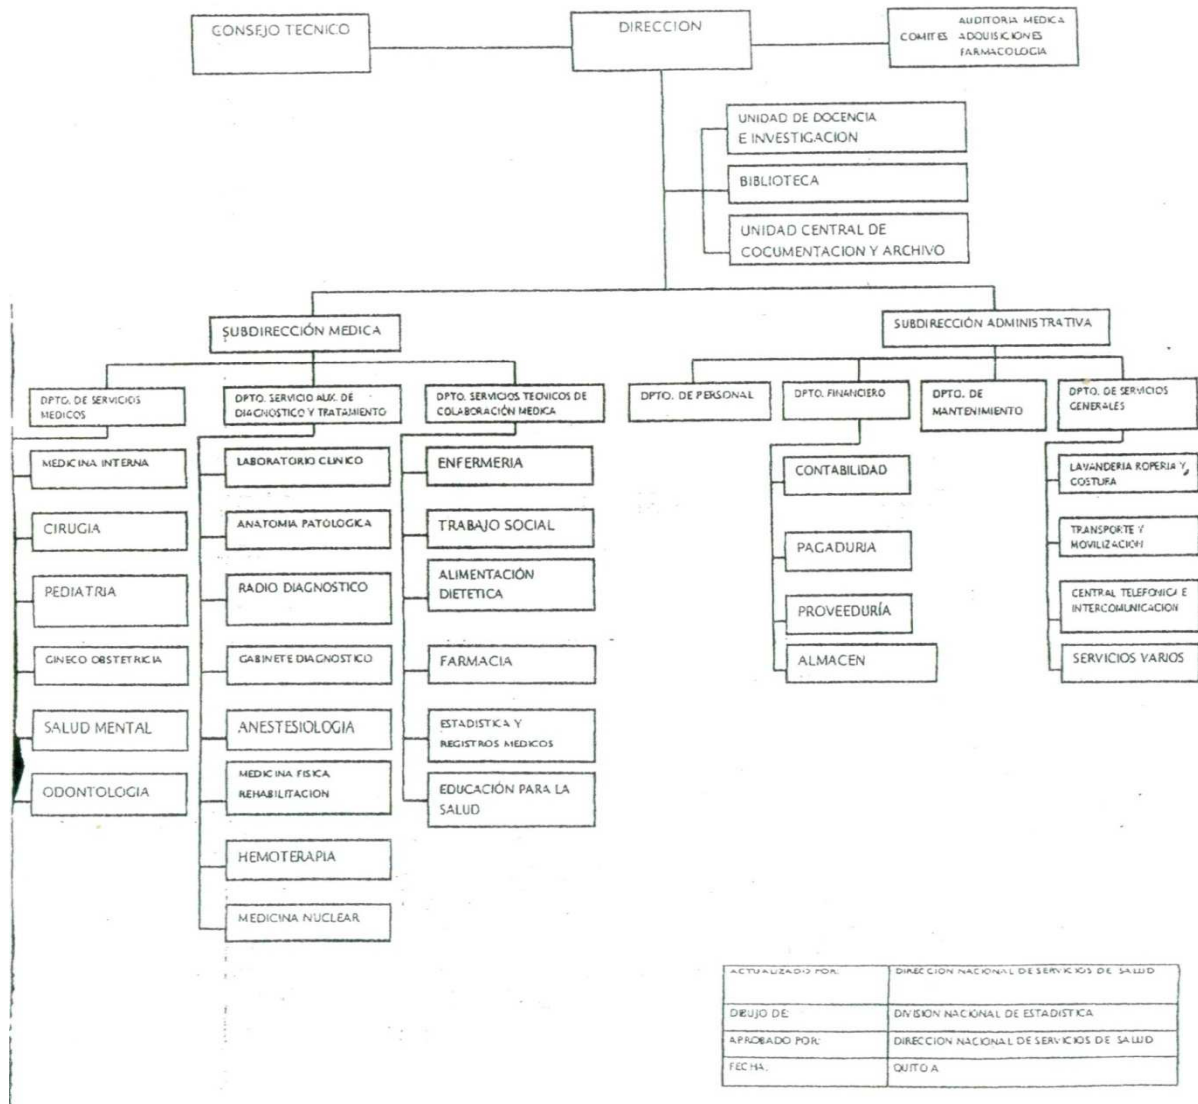 CONSEJO TECNICO
DIRECCION
COMITES
AUDITORIA MEDICA
ADQUISICIONES
FARMACOLOGIA
UNIDAD DE DOCENCIA
E INVESTIGACION
BIBLIOTECA
UNIDAD CENTRAL DE
COCUMENTACION Y ARCHIVO
SUBDIRECCIÓN MEDICA
SUBDIRECCIÓN ADMINISTRATIVA
DPTO. DE SERVICIOS
MEDICOS
DPTO. SERVICIO AUX. DE
DIAGNOSTICO Y TRATAMIENTO
DPTO. SERVICIOS TECNICOS DE
COLABORACIÓN MEDICA
DPTO. DE PERSONAL
DPTO. FINANCIERO
DPTO. DE
MANTENIMIENTO
DPTO. DE SERVICIOS
GENERALES
MEDICINA INTERNA
CIRUGIA
PEDIATRIA
GINECO OBSTETRICIA
SALUD MENTAL
ODONTOLOGIA
LABORATORIO CLINICO
ANATOMIA PATOLOGICA
RADIO DIAGNOSTICO
GABINETE DIAGNOSTICO
ANESTESIOLOGIA
MEDICINA FISICA
REHABILITACION
HEMOTERAPIA
MEDICINA NUCLEAR
ENFERMERIA
TRABAJO SOCIAL
ALIMENTACIÓN
DIETETICA
FARMACIA
ESTADISTICA Y
REGISTROS MEDICOS
EDUCACIÓN PARA LA
SALUD
CONTABILIDAD
PAGADURIA
PROVEEDURÍA
ALMACEN
LAVANDERIA ROPERIA Y
COSTURA
TRANSPORTE Y
MOVILIZACION
CENTRAL TELEFONICA E
INTERCOMUNICACION
SERVICIOS VARIOS
ACTUALIZADO POR: DIRECCION NACIONAL DE SERVICIOS DE SALUD
DIBUJO DE: DIVISION NACIONAL DE ESTADISTICA
APROBADO POR: DIRECCION NACIONAL DE SERVICIOS DE SALUD
FECHA: QUITO A